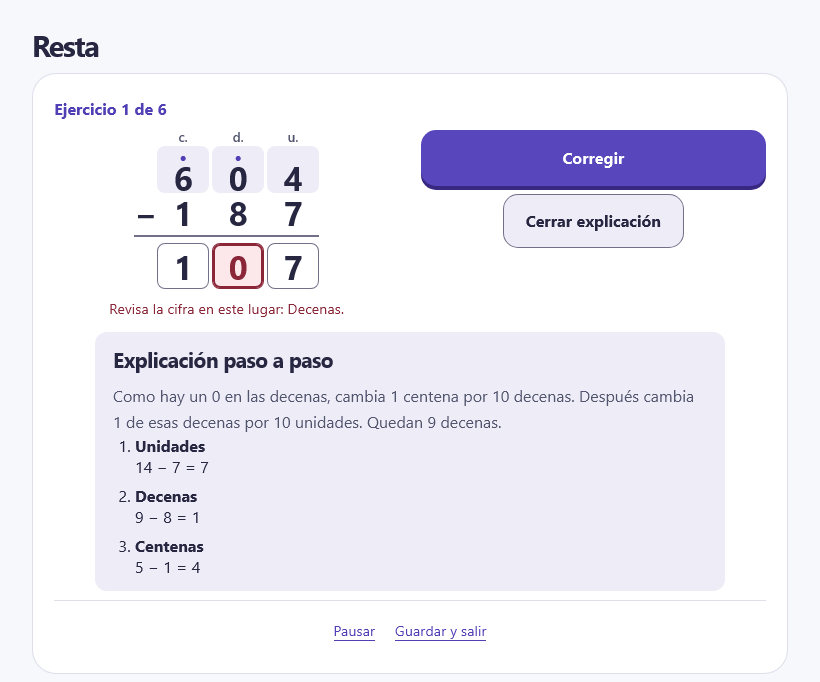 Resta
Ejercicio 1 de 6
c. d. u.
6 0 4
– 1 8 7
1 0 7
Revisa la cifra en este lugar: Decenas.
Corregir
Cerrar explicación
Explicación paso a paso
Como hay un 0 en las decenas, cambia 1 centena por 10 decenas. Después cambia
1 de esas decenas por 10 unidades. Quedan 9 decenas.
1. Unidades
14 – 7 = 7
2. Decenas
9 – 8 = 1
3. Centenas
5 – 1 = 4
Pausar Guardar y salir